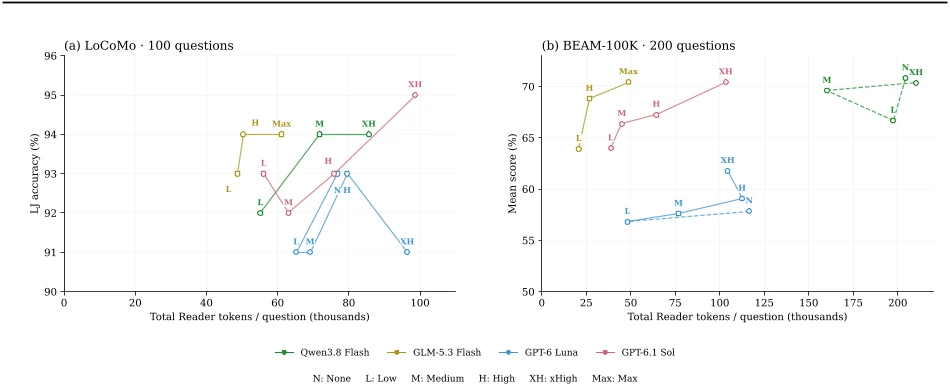 (a) LoCoMo · 100 questions
96
95
94
93
92
91
90
LJ accuracy (%)
0
20
40
60
80
100
Total Reader tokens / question (thousands)
XH
H
Max
M
XH
L
L
H
L
M
N
H
L
M
XH
(b) BEAM-100K · 200 questions
70
65
60
55
50
Mean score (%)
0
25
50
75
100
125
150
175
200
Total Reader tokens / question (thousands)
Max
XH
N
XH
M
H
H
M
L
L
L
XH
H
N
M
L
Qwen3.8 Flash
GLM-5.3 Flash
GPT-6 Luna
GPT-6.1 Sol
N: None L: Low M: Medium H: High XH: xHigh Max: Max